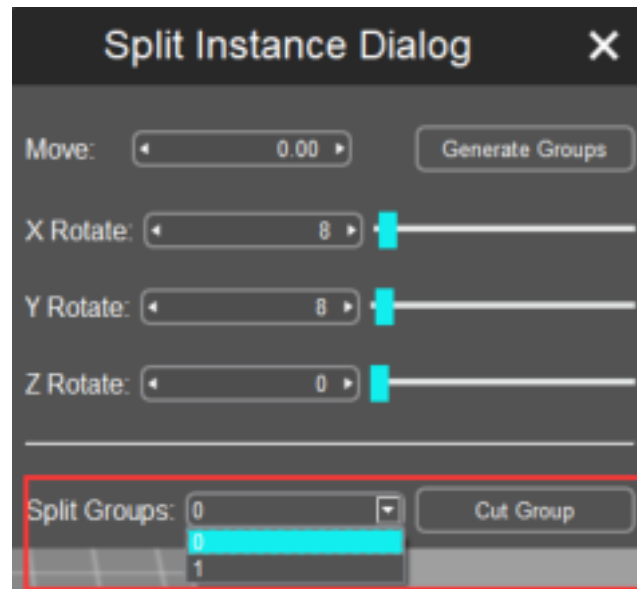 Split Instance Dialog
Move: 0.00 Generate Groups
X Rotate: 8
Y Rotate: 8
Z Rotate: 0
Split Groups: 0 Cut Group
0
1